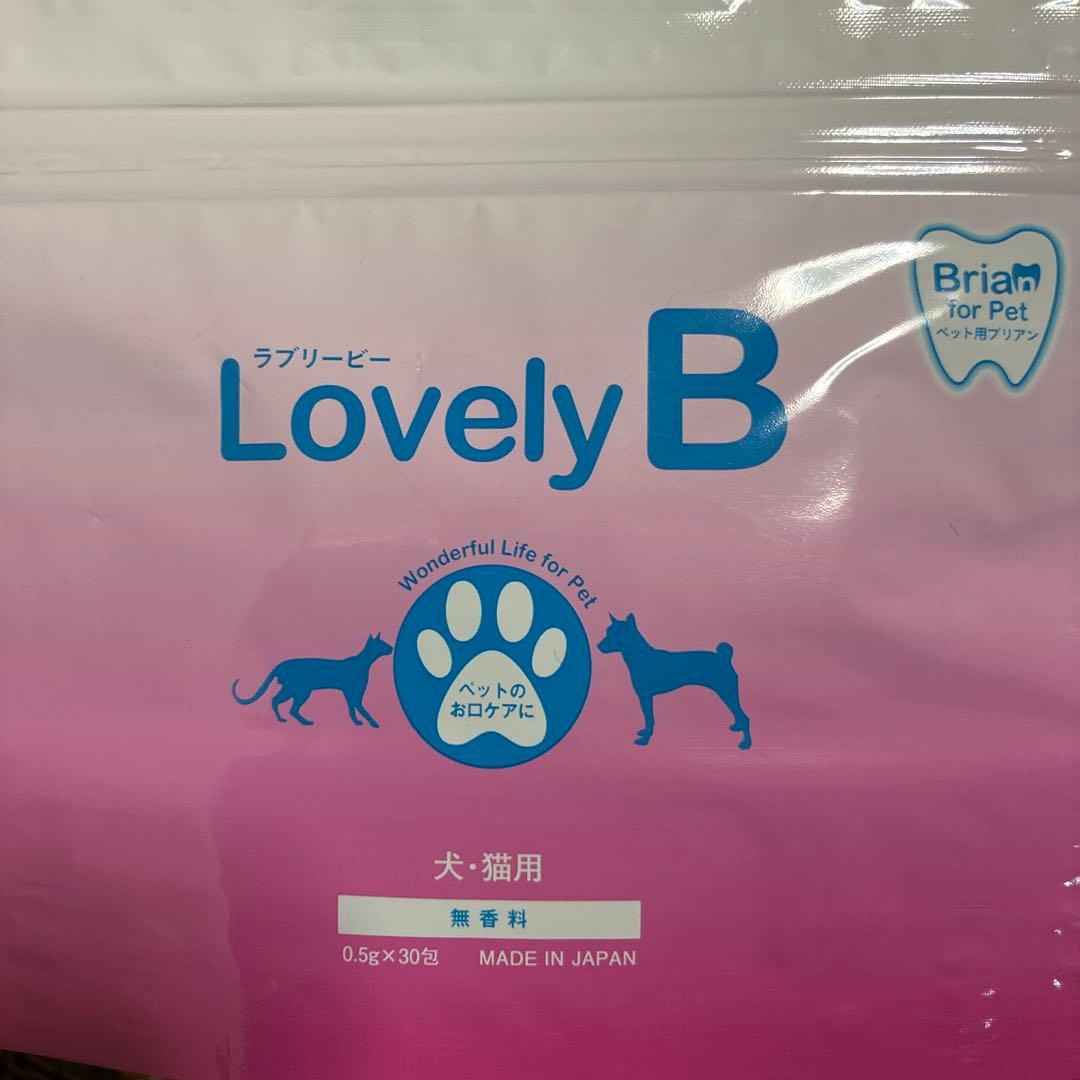 Brian
for Pet
ペット用ブリアン
ラブリービー
Lovely B
Wonderful Life for Pet
ペットの
お口ケアに
犬・猫用
無香料
0.5g×30包 MADE IN JAPAN